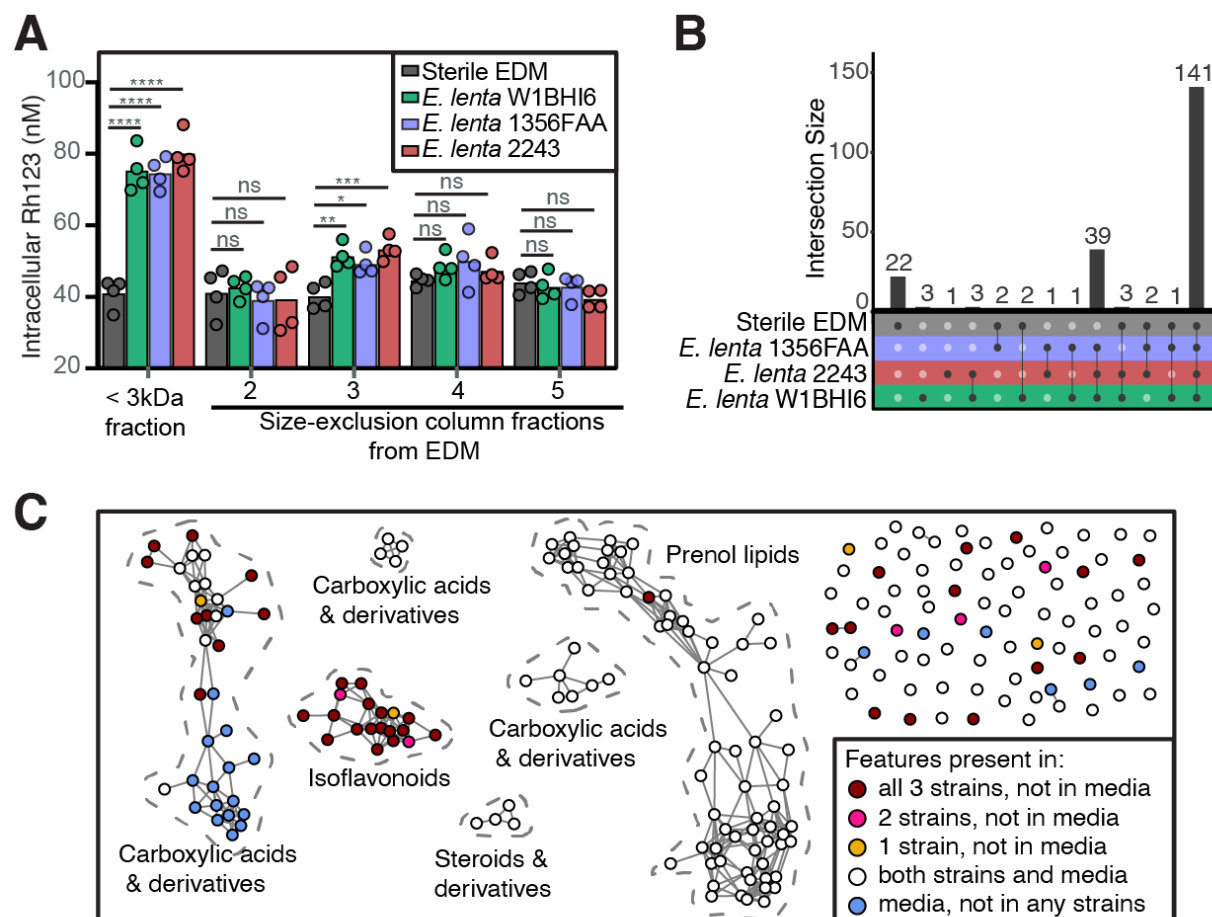 A
Intracellular Rh123 (nM)
100
80
60
40
20
Sterile EDM
E. lenta W1BHI6
E. lenta 1356FAA
E. lenta 2243
****
****
****
ns
ns
ns
***
*
**
ns
ns
ns
ns
ns
ns
< 3kDa
fraction
2 3 4 5
Size-exclusion column fractions
from EDM
B
Intersection Size
150
100
50
0
22 3 1 3 2 2 1 1 39 3 2 1 141
Sterile EDM
E. lenta 1356FAA
E. lenta 2243
E. lenta W1BHI6
C
Carboxylic acids
& derivatives
Prenol lipids
Isoflavonoids
Carboxylic acids
& derivatives
Carboxylic acids
& derivatives
Steroids &
derivatives
Features present in:
all 3 strains, not in media
2 strains, not in media
1 strain, not in media
both strains and media
media, not in any strains